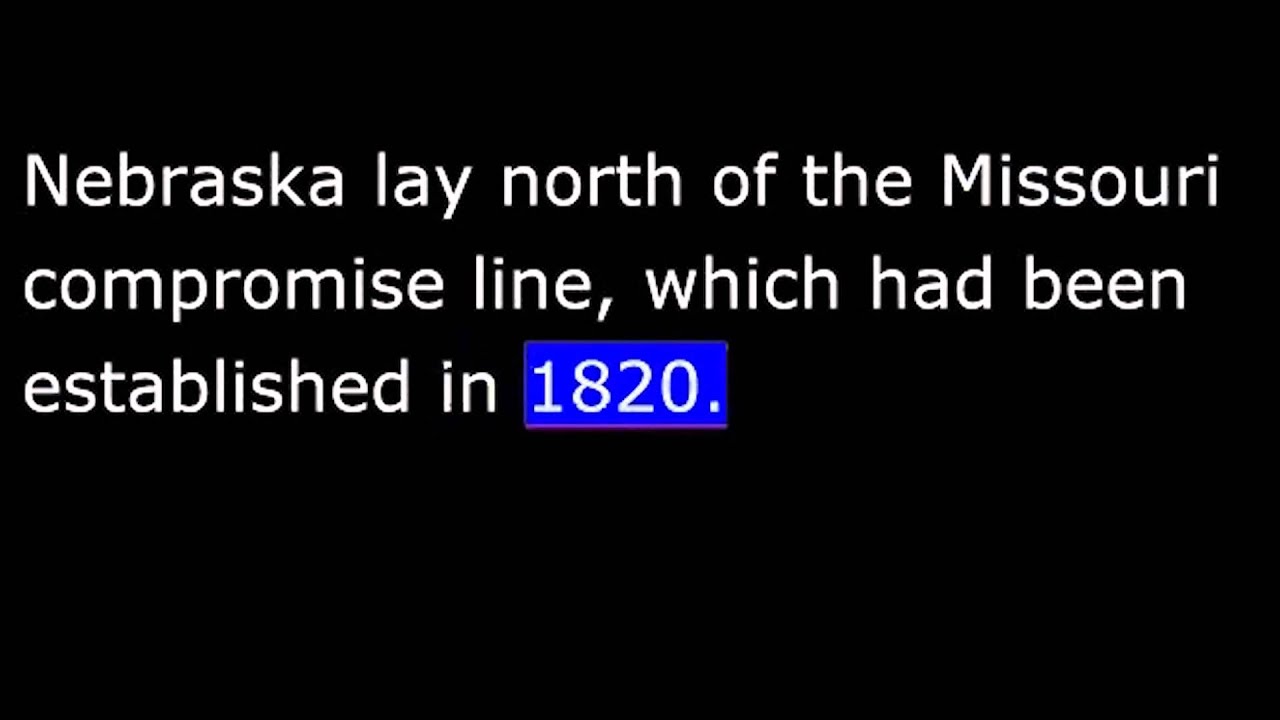 Nebraska lay north of the Missouri
compromise line, which had been
established in 1820.